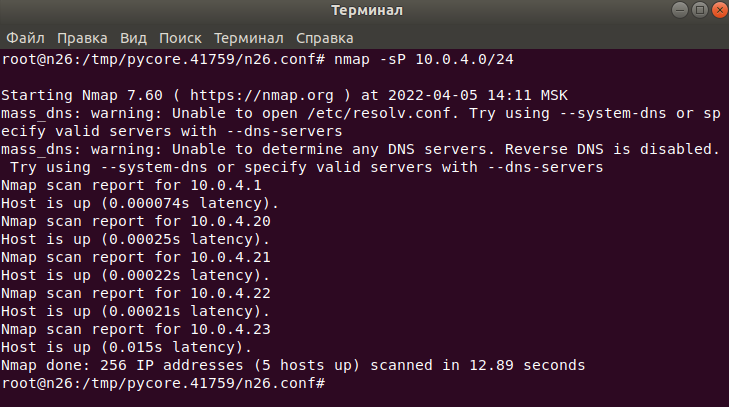 Терминал
Файл Правка Вид Поиск Терминал Справка
root@n26:/tmp/pycore.41759/n26.conf# nmap -sP 10.0.4.0/24
Starting Nmap 7.60 ( https://nmap.org ) at 2022-04-05 14:11 MSK
mass_dns: warning: Unable to open /etc/resolv.conf. Try using --system-dns or sp
ecify valid servers with --dns-servers
mass_dns: warning: Unable to determine any DNS servers. Reverse DNS is disabled.
 Try using --system-dns or specify valid servers with --dns-servers
Nmap scan report for 10.0.4.1
Host is up (0.000074s latency).
Nmap scan report for 10.0.4.20
Host is up (0.00025s latency).
Nmap scan report for 10.0.4.21
Host is up (0.00022s latency).
Nmap scan report for 10.0.4.22
Host is up (0.00021s latency).
Nmap scan report for 10.0.4.23
Host is up (0.015s latency).
Nmap done: 256 IP addresses (5 hosts up) scanned in 12.89 seconds
root@n26:/tmp/pycore.41759/n26.conf#